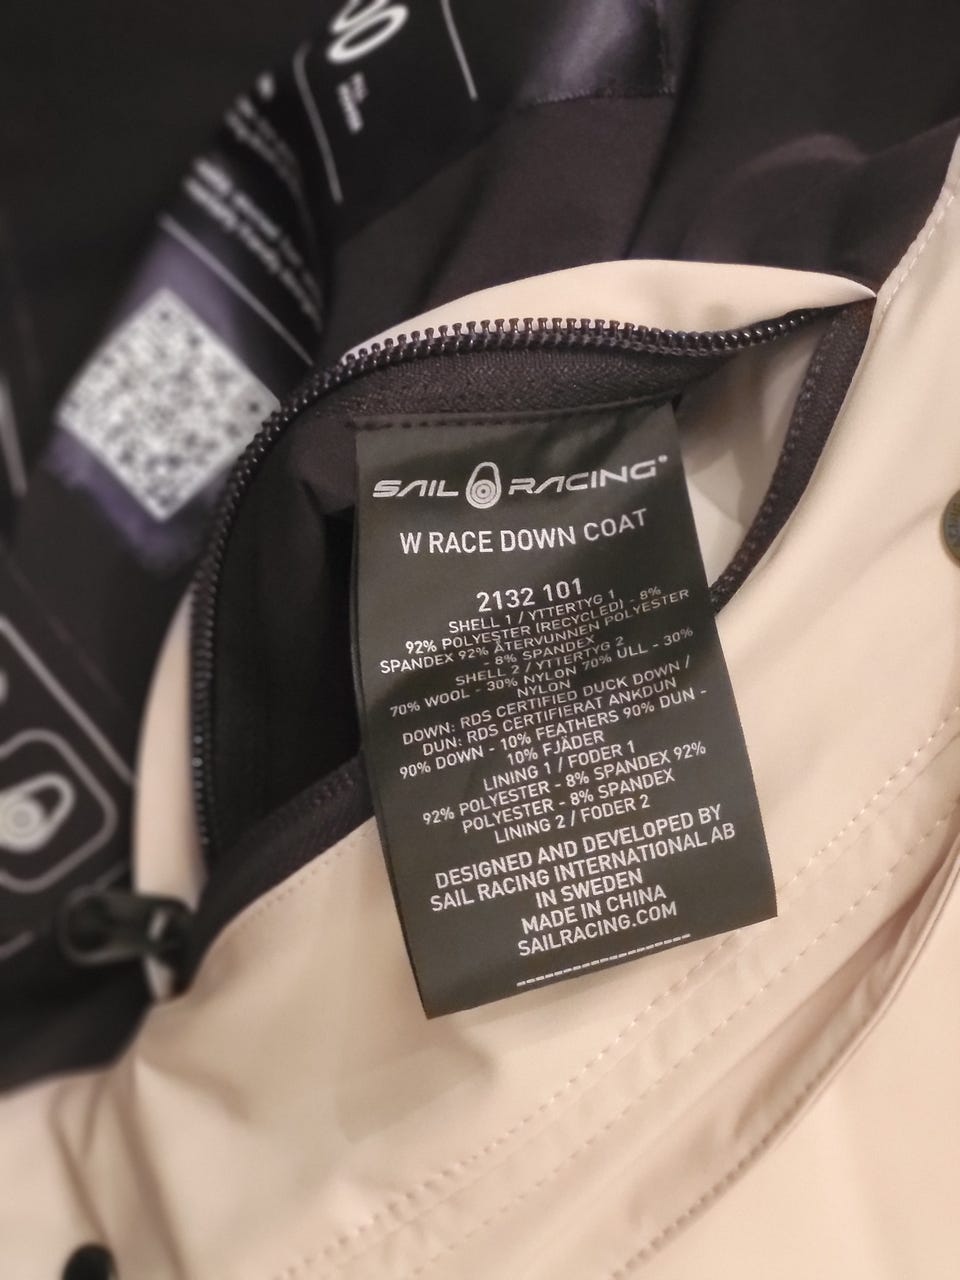 SAIL RACING®
W RACE DOWN COAT
2132 101
SHELL 1 / YTTERTYG 1
92% POLYESTER (RECYCLED) - 8%
SPANDEX 92% ÅTERVUNNEN POLYESTER
- 8% SPANDEX
SHELL 2 / YTTERTYG 2
70% WOOL - 30% NYLON 70% ULL - 30%
NYLON
DOWN: RDS CERTIFIED DUCK DOWN /
DUN: RDS CERTIFIERAT ANKDUN
90% DOWN - 10% FEATHERS 90% DUN -
10% FJÄDER
LINING 1 / FODER 1
92% POLYESTER - 8% SPANDEX 92%
POLYESTER - 8% SPANDEX
LINING 2 / FODER 2
DESIGNED AND DEVELOPED BY
SAIL RACING INTERNATIONAL AB
IN SWEDEN
MADE IN CHINA
SAILRACING.COM